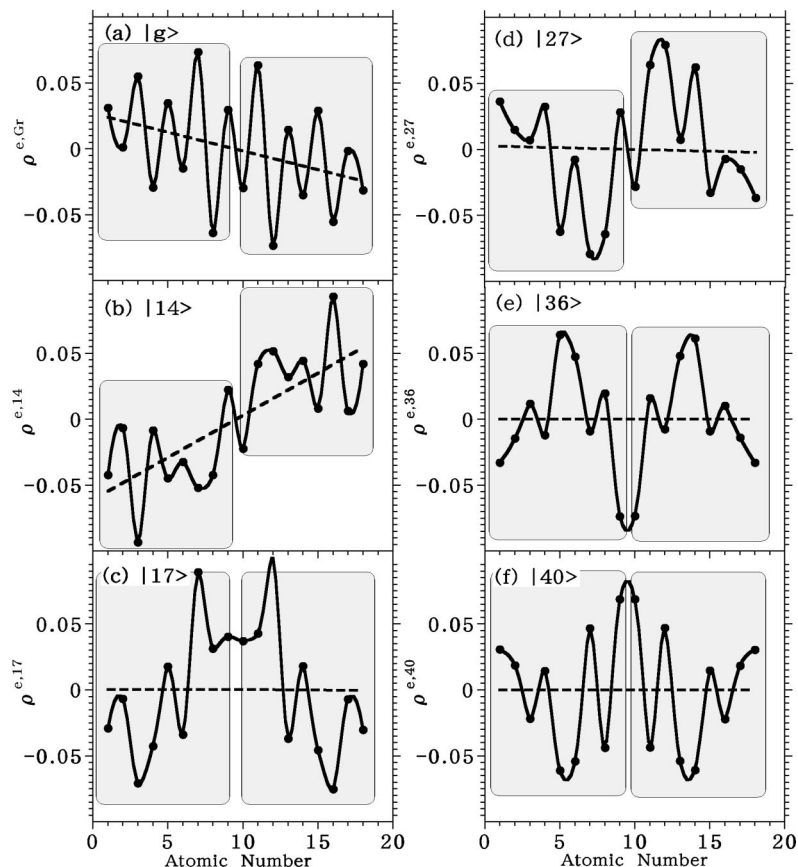 (a) |g>
0.05
0
−0.05
ρ e,Gr
(b) |14>
0.05
0
−0.05
ρ e,14
(c) |17>
0.05
0
−0.05
ρ e,17
0 5 10 15 20
Atomic Number
(d) |27>
0.05
0
−0.05
ρ e,27
(e) |36>
0.05
0
−0.05
ρ e,36
(f) |40>
0.05
0
−0.05
ρ e,40
0 5 10 15 20
Atomic Number